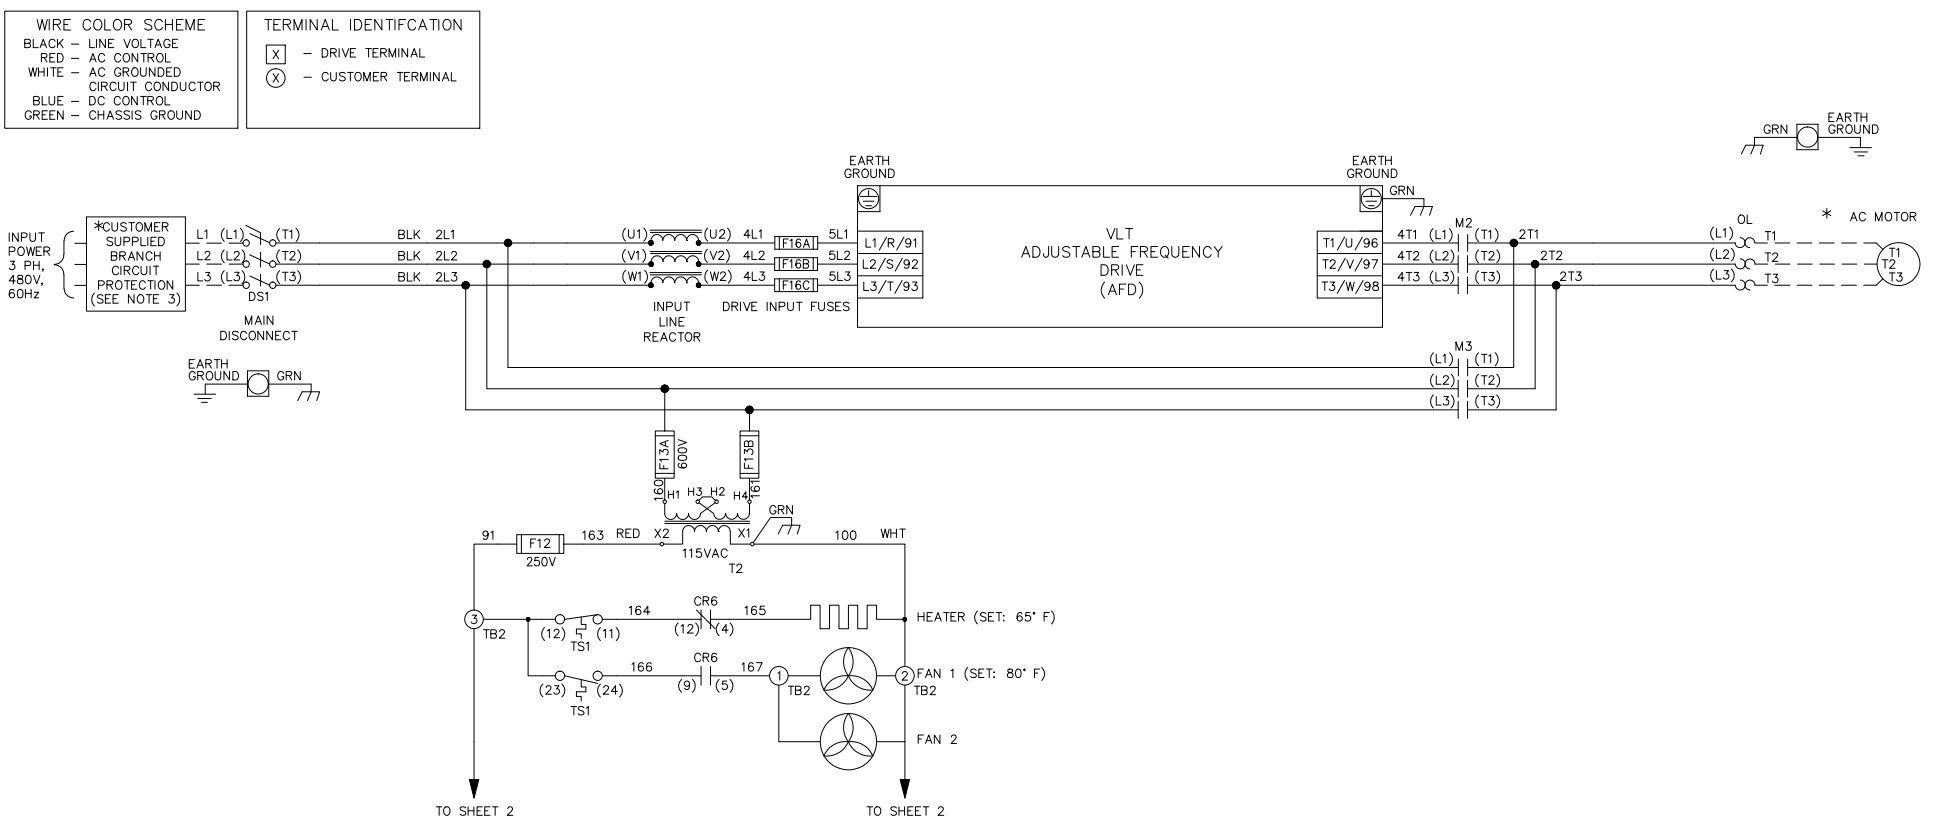 WIRE COLOR SCHEME
BLACK – LINE VOLTAGE
RED – AC CONTROL
WHITE – AC GROUNDED
CIRCUIT CONDUCTOR
BLUE – DC CONTROL
GREEN – CHASSIS GROUND
TERMINAL IDENTIFCATION
X – DRIVE TERMINAL
X – CUSTOMER TERMINAL
INPUT
POWER
3 PH,
480V,
60Hz
*CUSTOMER
SUPPLIED
BRANCH
CIRCUIT
PROTECTION
(SEE NOTE 3)
L1 (L1) (T1) BLK 2L1 (U1) (U2) 4L1 F16A 5L1 L1/R/91
L2 (L2) (T2) BLK 2L2 (V1) (V2) 4L2 F16B 5L2 L2/S/92
L3 (L3) (T3) BLK 2L3 (W1) (W2) 4L3 F16C 5L3 L3/T/93
DS1
MAIN
DISCONNECT
EARTH
GROUND GRN
INPUT
LINE
REACTOR
DRIVE INPUT FUSES
EARTH
GROUND
VLT
ADJUSTABLE FREQUENCY
DRIVE
(AFD)
EARTH
GROUND
GRN
M2
T1/U/96 4T1 (L1) (T1) 2T1
T2/V/97 4T2 (L2) (T2) 2T2
T3/W/98 4T3 (L3) (T3) 2T3
M3
(L1) (T1)
(L2) (T2)
(L3) (T3)
GRN
EARTH
GROUND
OL
(L1) T1
(L2) T2
(L3) T3
* AC MOTOR
T1
T2
T3
F13A
600V
F13B
160
161
H1 H3 H2 H4
GRN
91 F12 163 RED X2 X1 100 WHT
250V
115VAC
T2
3
TB2
(12) (11)
TS1
164
CR6
(12) (4)
165
HEATER (SET: 65° F)
(23) (24)
TS1
166
CR6
(9) (5)
167
1
TB2
2
TB2
FAN 1 (SET: 80° F)
FAN 2
TO SHEET 2
TO SHEET 2